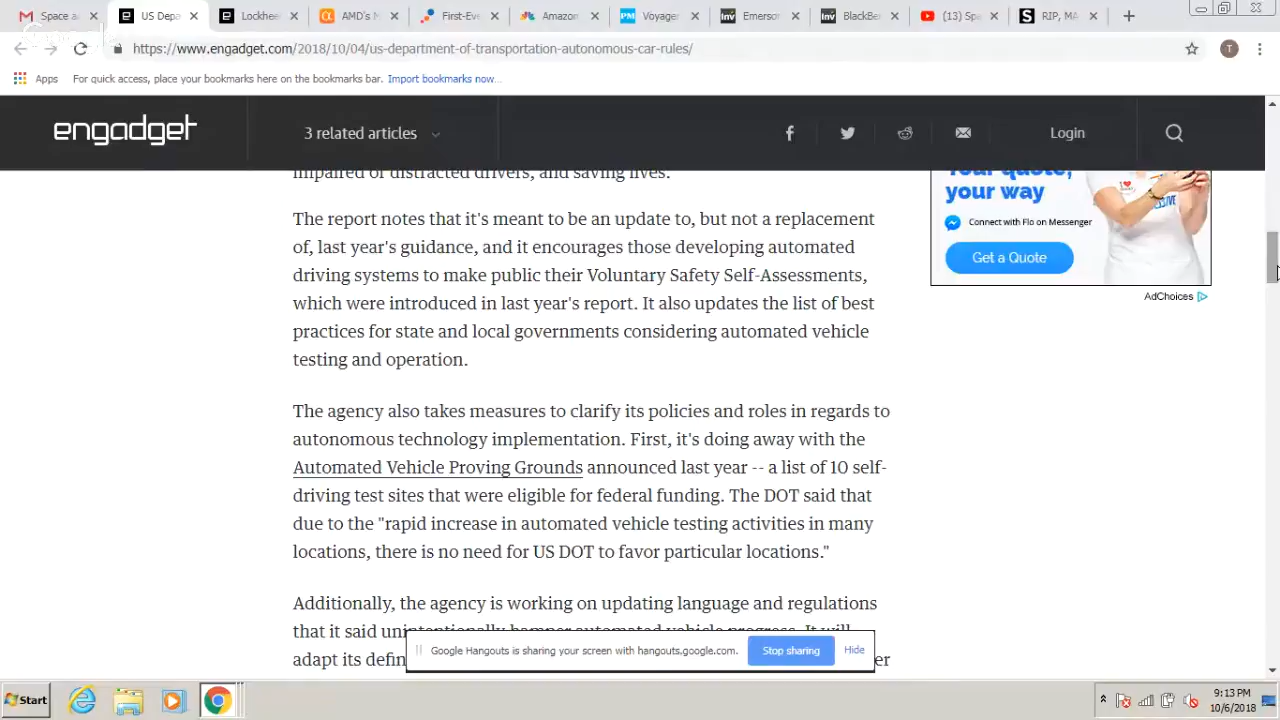 Space a
US Depa
Lockhee
AMD's M
First-Eve
Amazon
Voyager
Emerson
BlackBer
(13) Sp
RIP, MA
https://www.engadget.com/2018/10/04/us-department-of-transportation-autonomous-car-rules/
T
Apps For quick access, place your bookmarks here on the bookmarks bar. Import bookmarks now...
engadget
3 related articles
Login
impaired or distracted drivers, and saving lives.
The report notes that it's meant to be an update to, but not a replacement
of, last year's guidance, and it encourages those developing automated
driving systems to make public their Voluntary Safety Self-Assessments,
which were introduced in last year's report. It also updates the list of best
practices for state and local governments considering automated vehicle
testing and operation.
The agency also takes measures to clarify its policies and roles in regards to
autonomous technology implementation. First, it's doing away with the
Automated Vehicle Proving Grounds announced last year -- a list of 10 self-
driving test sites that were eligible for federal funding. The DOT said that
due to the "rapid increase in automated vehicle testing activities in many
locations, there is no need for US DOT to favor particular locations."
Additionally, the agency is working on updating language and regulations
that it said unintentionally hamper automated vehicle progress. It will
adapt its defin
er
Your quote,
your way
Connect with Flo on Messenger
Get a Quote
AdChoices
Google Hangouts is sharing your screen with hangouts.google.com.
Stop sharing
Hide
Start
9:13 PM
10/6/2018